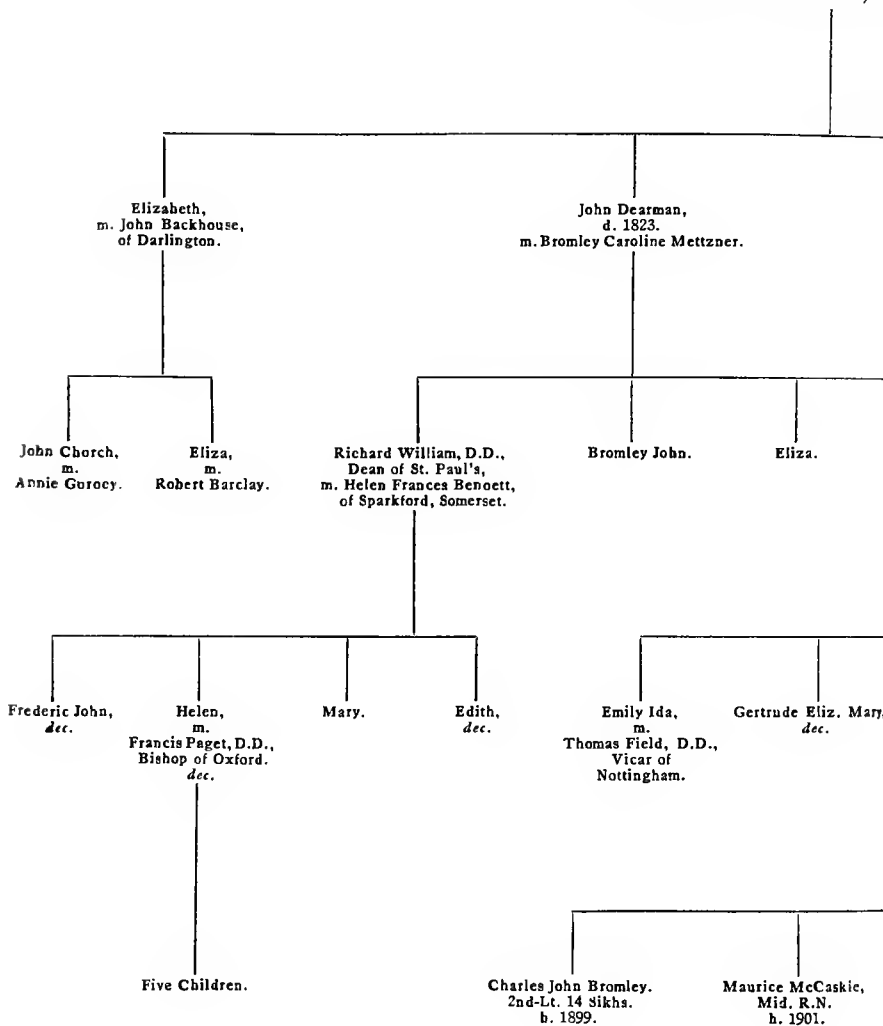 Elizabeth,
m. John Backhouse,
of Darlington.
John Dearman,
d. 1823.
m. Bromley Caroline Mettzner.
John Chorch,
m.
Annie Gurocy.
Eliza,
m.
Robert Barclay.
Richard William, D.D.,
Dean of St. Paul's,
m. Helen Frances Benoett,
of Sparkford, Somerset.
Bromley John.
Eliza.
Frederic John,
dec.
Helen,
m.
Francis Paget, D.D.,
Bishop of Oxford.
dec.
Mary.
Edith,
dec.
Emily Ida,
m.
Thomas Field, D.D.,
Vicar of
Nottingham.
Gertrude Eliz. Mary,
dec.
Five Children.
Charles John Bromley.
2nd-Lt. 14 Sikhs.
b. 1899.
Maurice McCaskie,
Mid. R.N.
h. 1901.